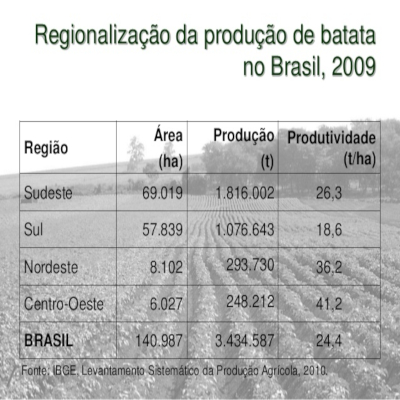 Regionalização da produção de batata
no Brasil, 2009
Região Área (ha) Produção (t) Produtividade (t/ha)
Sudeste 69.019 1.816.002 26,3
Sul 57.839 1.076.643 18,6
Nordeste 8.102 293.730 36,2
Centro-Oeste 6.027 248.212 41,2
BRASIL 140.987 3.434.587 24,4
Fonte: IBGE, Levantamento Sistemático da Produção Agrícola, 2010.